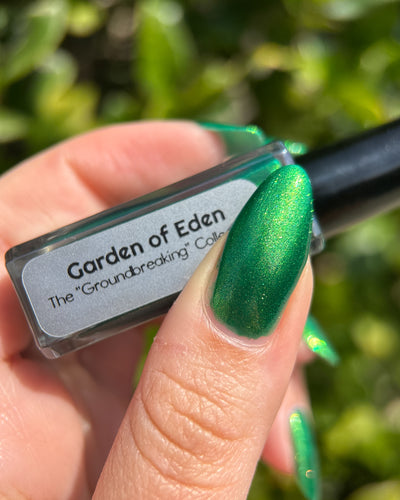 Garden of Eden
The "Groundbreaking"